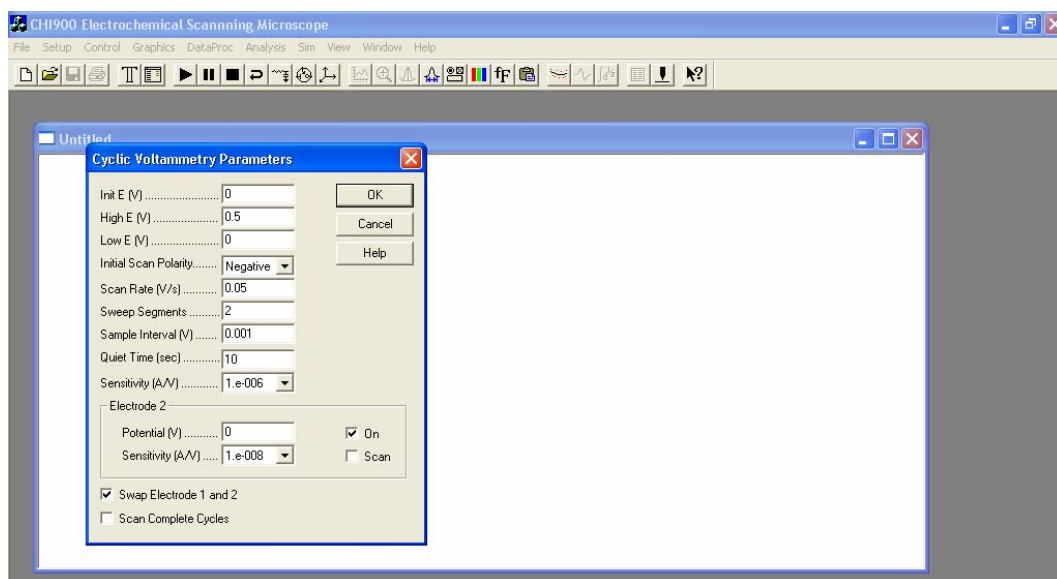 CHI900 Electrochemical Scannning Microscope
File Setup Control Graphics DataProc Analysis Sim View Window Help
Untitled
Cyclic Voltammetry Parameters
Init E (V) ....................... 0
OK
High E (V) .................... 0.5
Cancel
Low E (V) ..................... 0
Help
Initial Scan Polarity....... Negative
Scan Rate (V/s) .......... 0.05
Sweep Segments ......... 2
Sample Interval (V) ...... 0.001
Quiet Time (sec) ........... 10
Sensitivity (A/V) ........... 1.e-006
Electrode 2
Potential (V) .......... 0
On
Sensitivity (A/V) ..... 1.e-008
Scan
Swap Electrode 1 and 2
Scan Complete Cycles